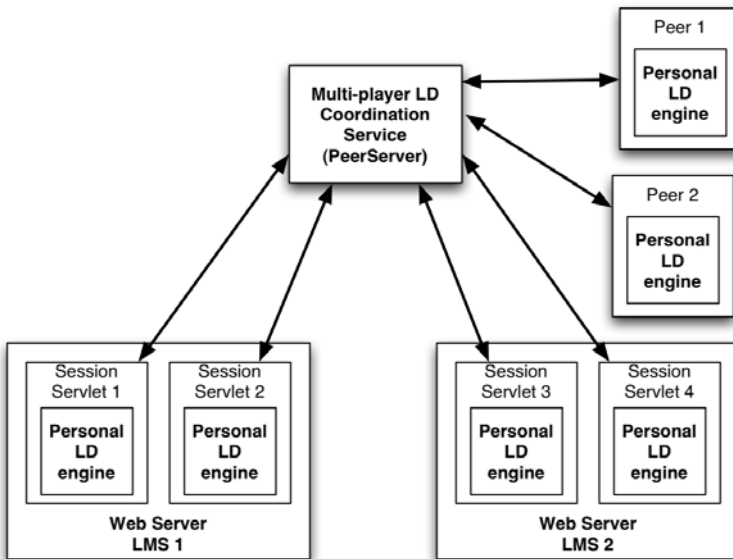 Peer 1
Personal
LD
engine
Multi-player LD
Coordination
Service
(PeerServer)
Peer 2
Personal
LD
engine
Session
Servlet 1
Personal
LD
engine
Session
Servlet 2
Personal
LD
engine
Web Server
LMS 1
Session
Servlet 3
Personal
LD
engine
Session
Servlet 4
Personal
LD
engine
Web Server
LMS 2